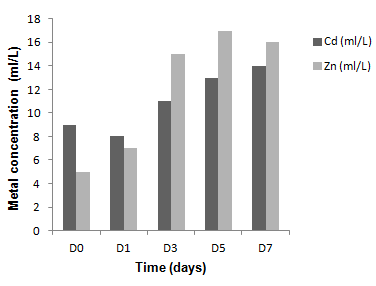 18
16
14
12
10
8
6
4
2
0
Metal concentration (ml/L)
D0 D1 D3 D5 D7
Time (days)
Cd (ml/L)
Zn (ml/L)